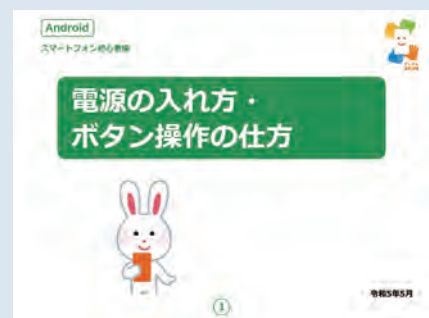 Android
スマートフォン初心者編
電源の入れ方・
ボタン操作の仕方
令和5年5月
1